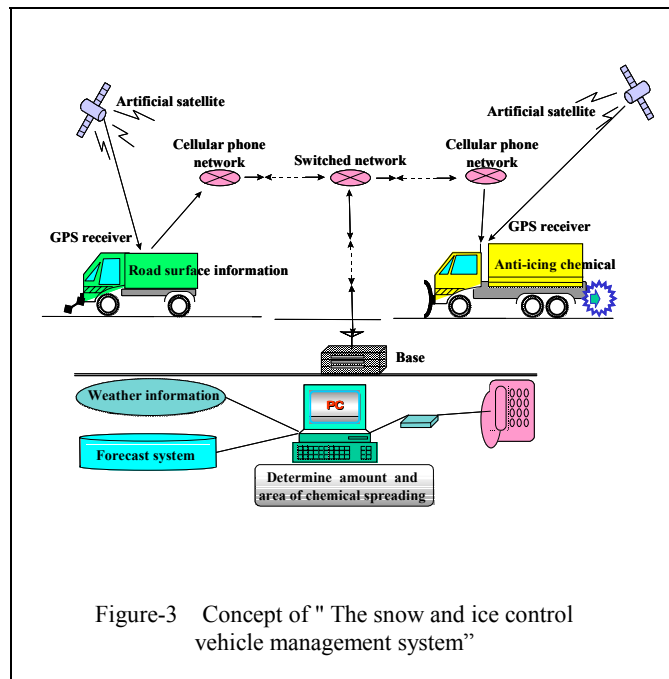 Artificial satellite
Artificial satellite
Cellular phone
network
Switched network
Cellular phone
network
GPS receiver
GPS receiver
Road surface information
Anti-icing chemical
Base
Weather information
PC
Forecast system
Determine amount and
area of chemical spreading
Figure-3 Concept of " The snow and ice control
vehicle management system”